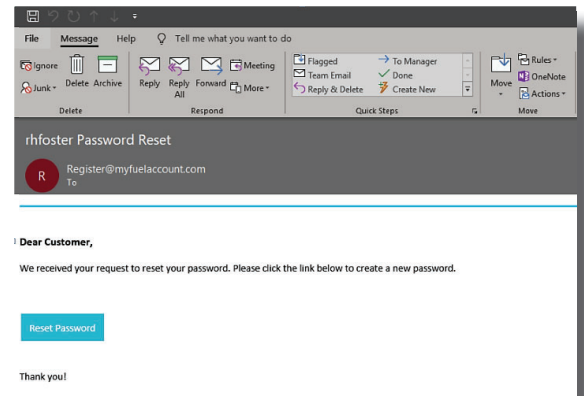 File Message Help Tell me what you want to do
Ignore
Junk
Delete Archive
Reply Reply All Forward
Meeting
More
Flagged
Team Email
Reply & Delete
To Manager
Done
Create New
Move
Rules
OneNote
Actions
Delete Respond Quick Steps Move
rhfoster Password Reset
R
Register@myfuelaccount.com
To
Dear Customer,
We received your request to reset your password. Please click the link below to create a new password.
Reset Password
Thank you!